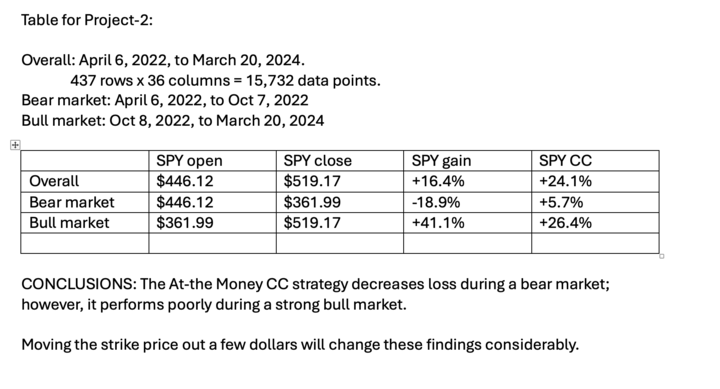 Table for Project-2:
Overall: April 6, 2022, to March 20, 2024.
437 rows x 36 columns = 15,732 data points.
Bear market: April 6, 2022, to Oct 7, 2022
Bull market: Oct 8, 2022, to March 20, 2024
SPY open SPY close SPY gain SPY CC
Overall $446.12 $519.17 +16.4% +24.1%
Bear market $446.12 $361.99 -18.9% +5.7%
Bull market $361.99 $519.17 +41.1% +26.4%
CONCLUSIONS: The At-the Money CC strategy decreases loss during a bear market;
however, it performs poorly during a strong bull market.
Moving the strike price out a few dollars will change these findings considerably.